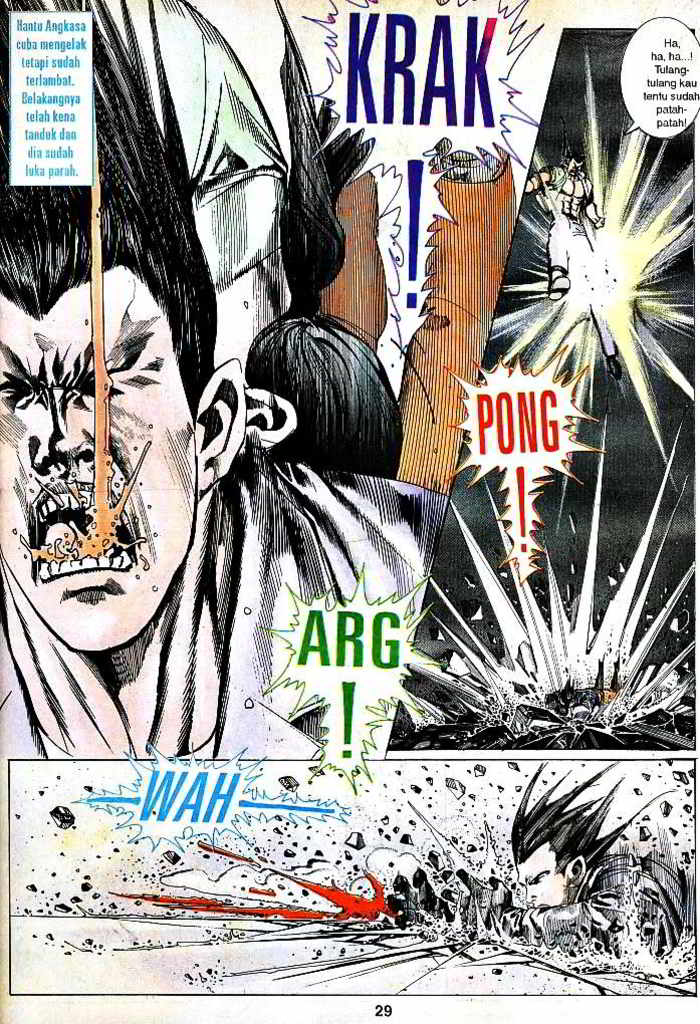 Hantu Angkasa
cuba mengelak
tetapi sudah
terlambat.
Belakangnya
telah kena
tanduk dan
dia sudah
luka parah.
KRAK
!
Ha,
ha, ha...!
Tulang-
tulang kau
tentu sudah
patah-
patah!
PONG
!
ARG
!
WAH
29